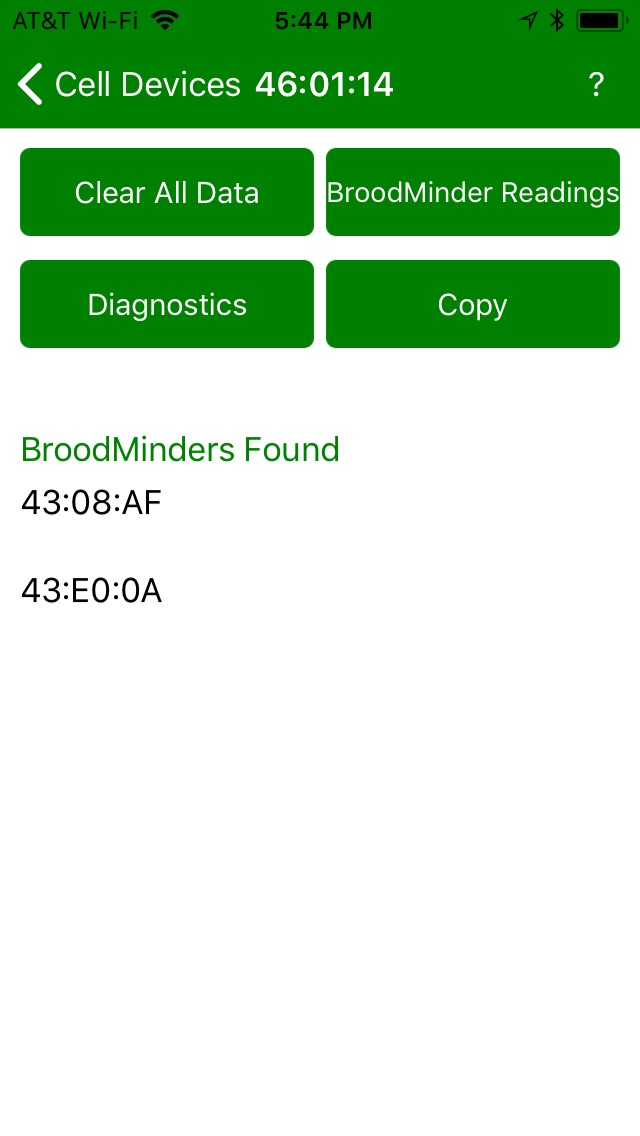 AT&T Wi-Fi 5:44 PM
Cell Devices 46:01:14 ?
Clear All Data BroodMinder Readings
Diagnostics Copy
BroodMinders Found
43:08:AF
43:E0:0A